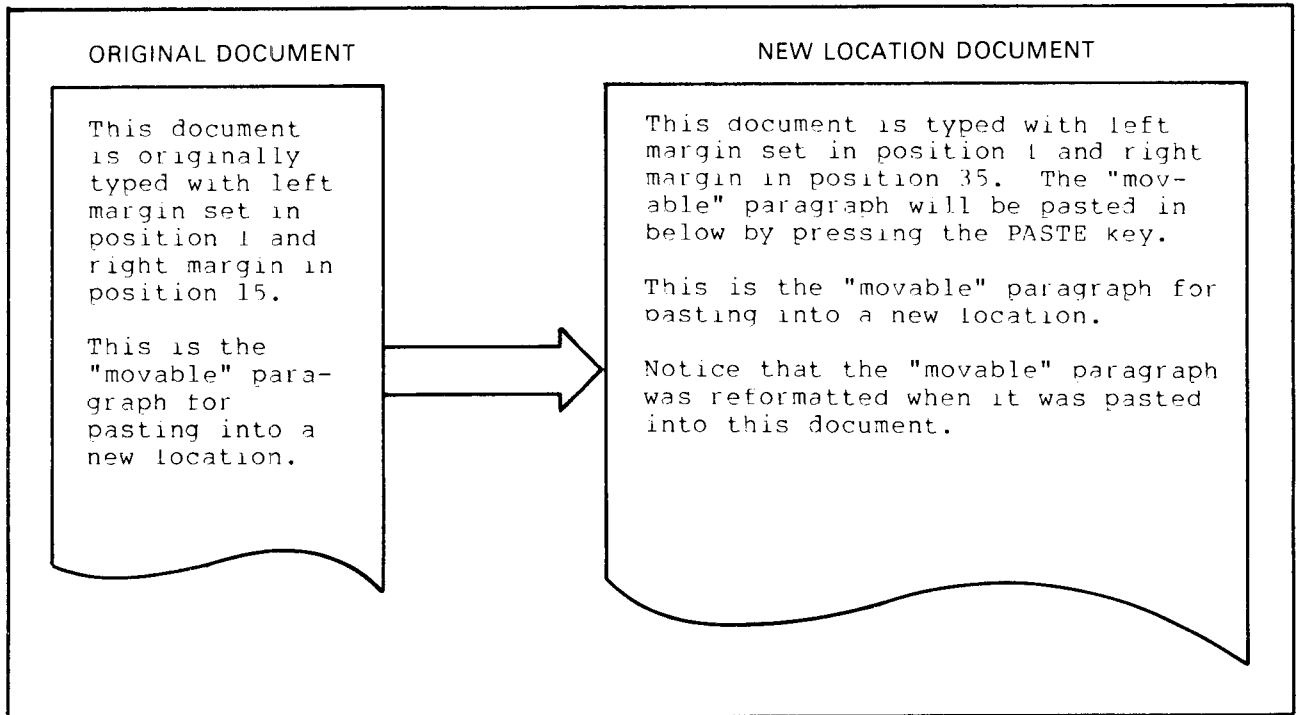 ORIGINAL DOCUMENT
This document
is originally
typed with left
margin set in
position 1 and
right margin in
position 15.
This is the
"movable" para-
graph for
pasting into a
new location.
NEW LOCATION DOCUMENT
This document is typed with left
margin set in position 1 and right
margin in position 35.  The "mov-
able" paragraph will be pasted in
below by pressing the PASTE key.
This is the "movable" paragraph for
pasting into a new location.
Notice that the "movable" paragraph
was reformatted when it was pasted
into this document.